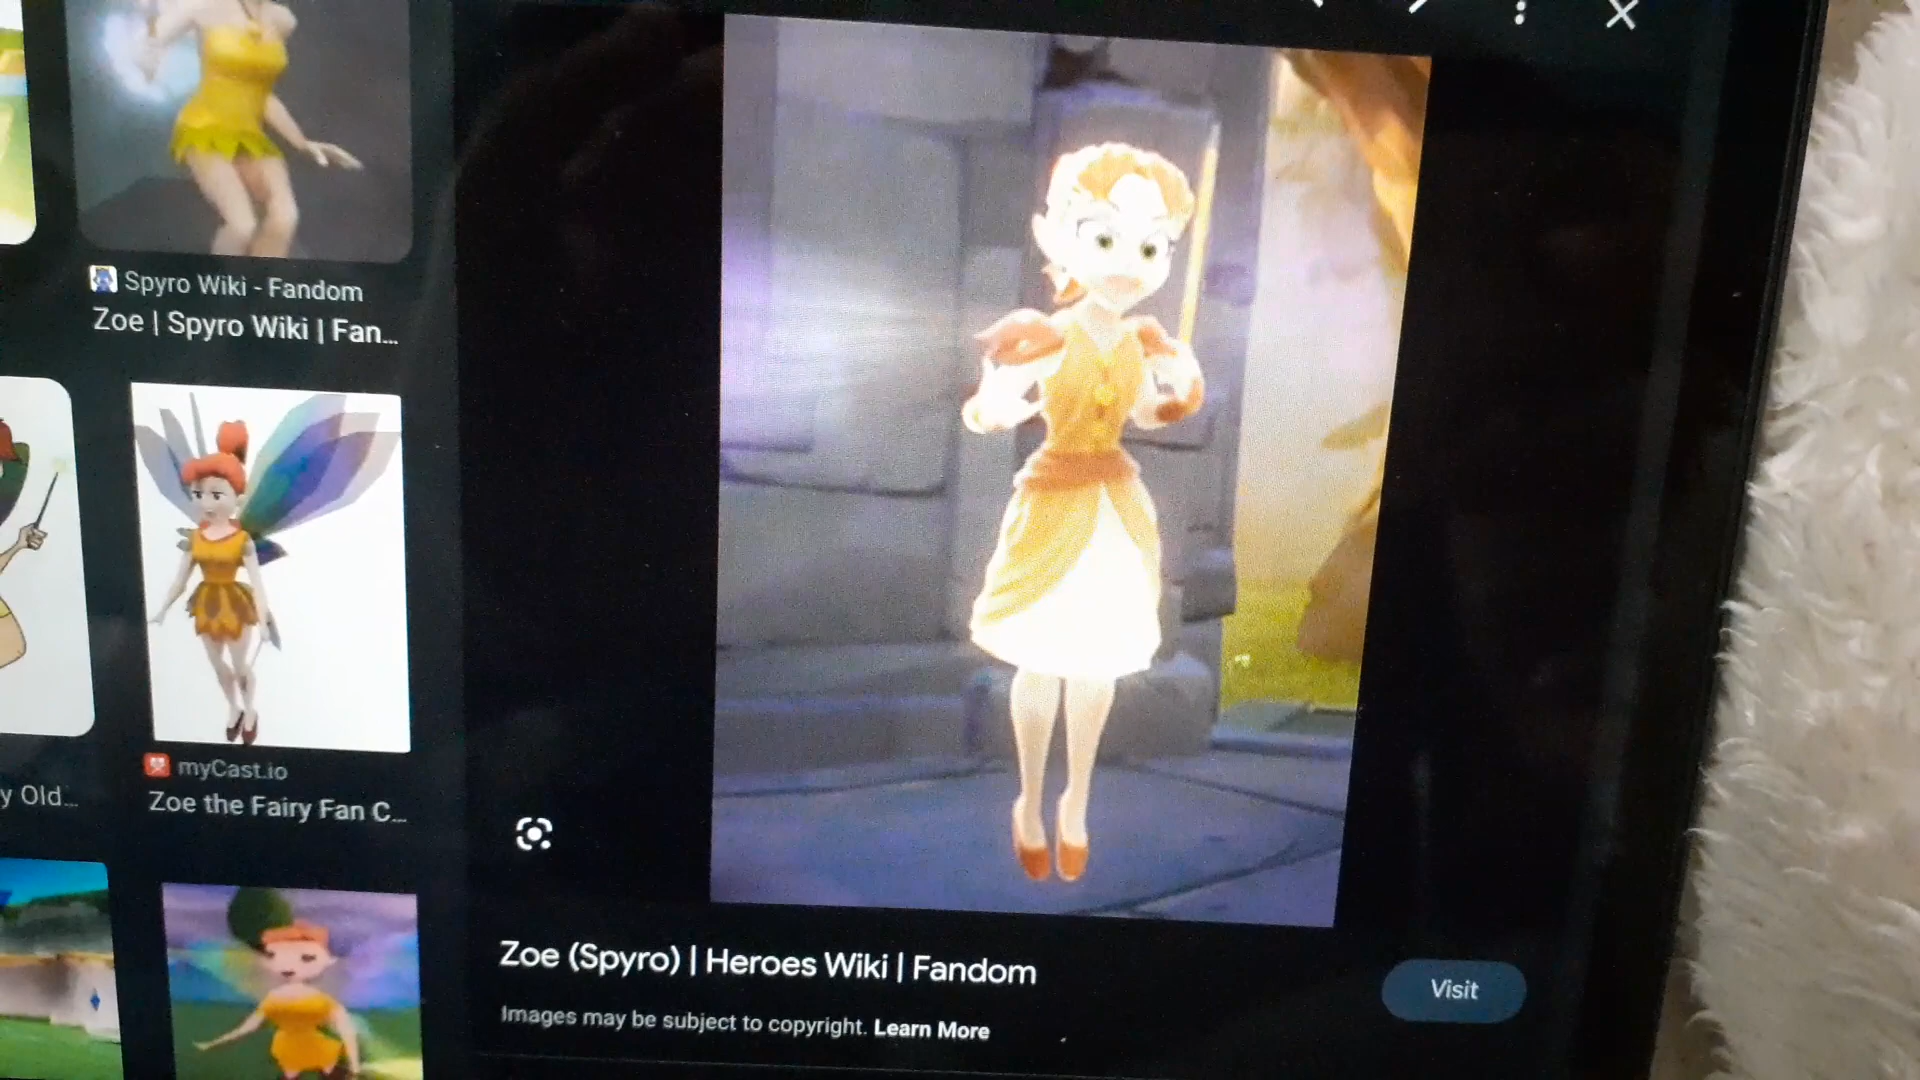 Spyro Wiki - Fandom
Zoe | Spyro Wiki | Fan...
y Old...
myCast.io
Zoe the Fairy Fan C...
Zoe (Spyro) | Heroes Wiki | Fandom
Visit
Images may be subject to copyright. Learn More